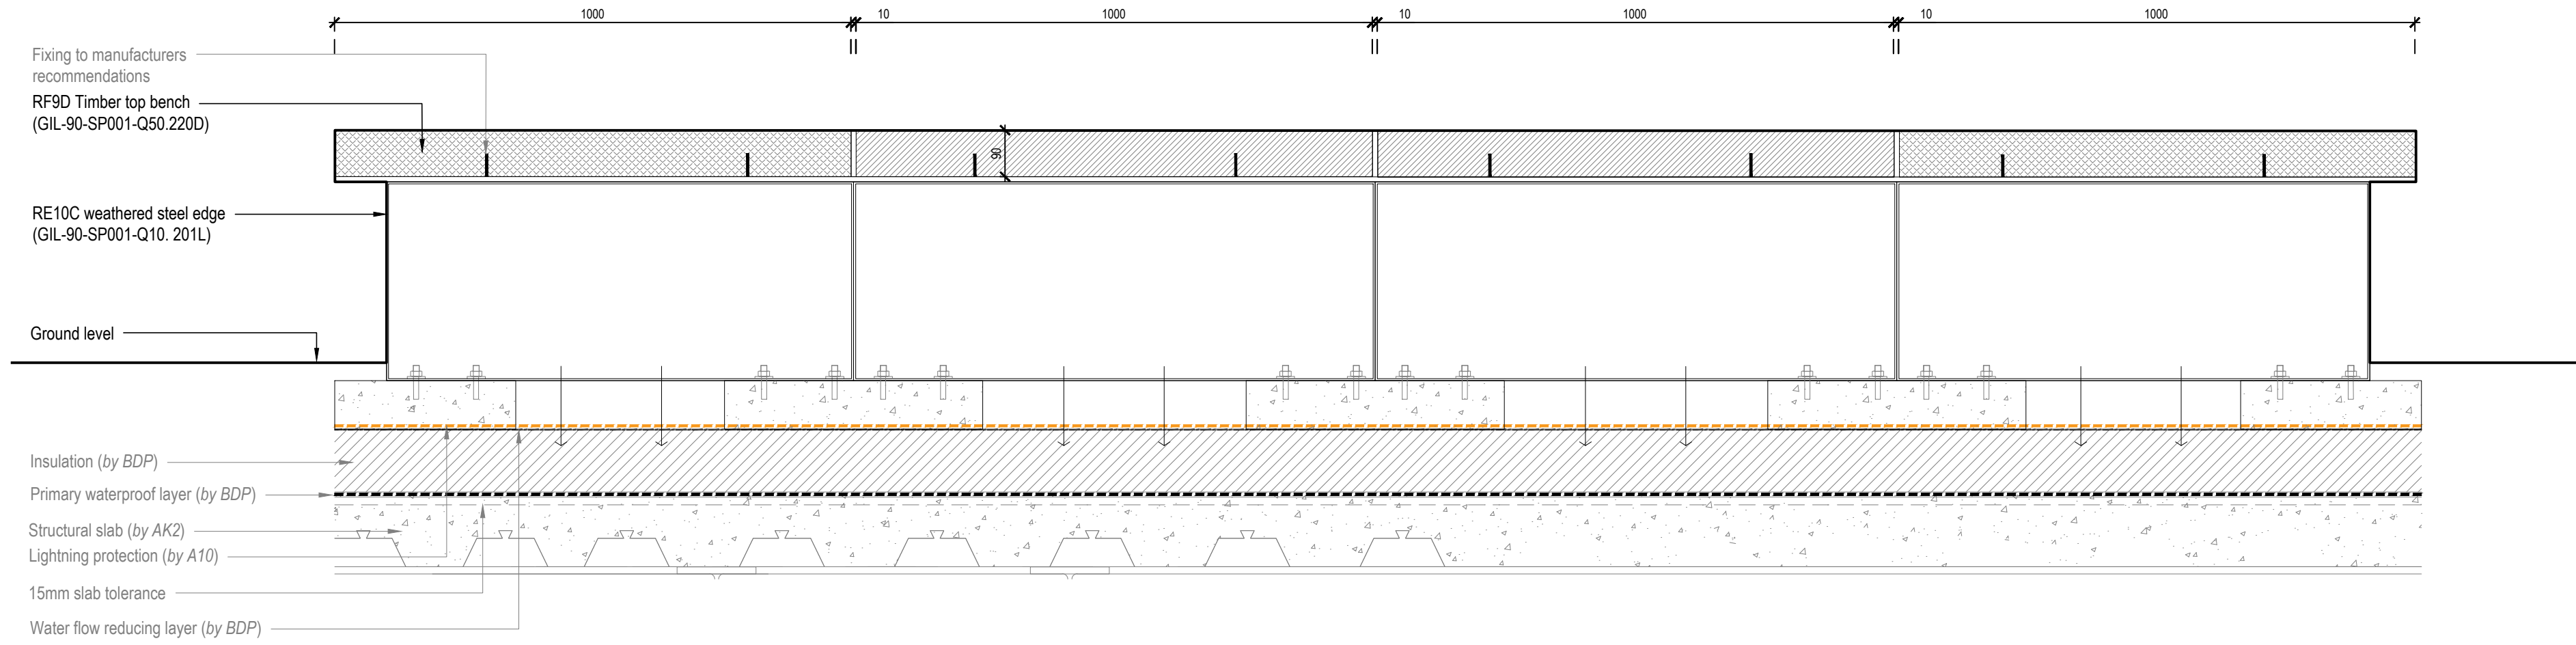 1000 10 1000 10 1000 10 1000
Fixing to manufacturers
recommendations
RF9D Timber top bench
(GIL-90-SP001-Q50.220D)
90
RE10C weathered steel edge
(GIL-90-SP001-Q10. 201L)
Ground level
Insulation (by BDP)
Primary waterproof layer (by BDP)
Structural slab (by AK2)
Lightning protection (by A10)
15mm slab tolerance
Water flow reducing layer (by BDP)